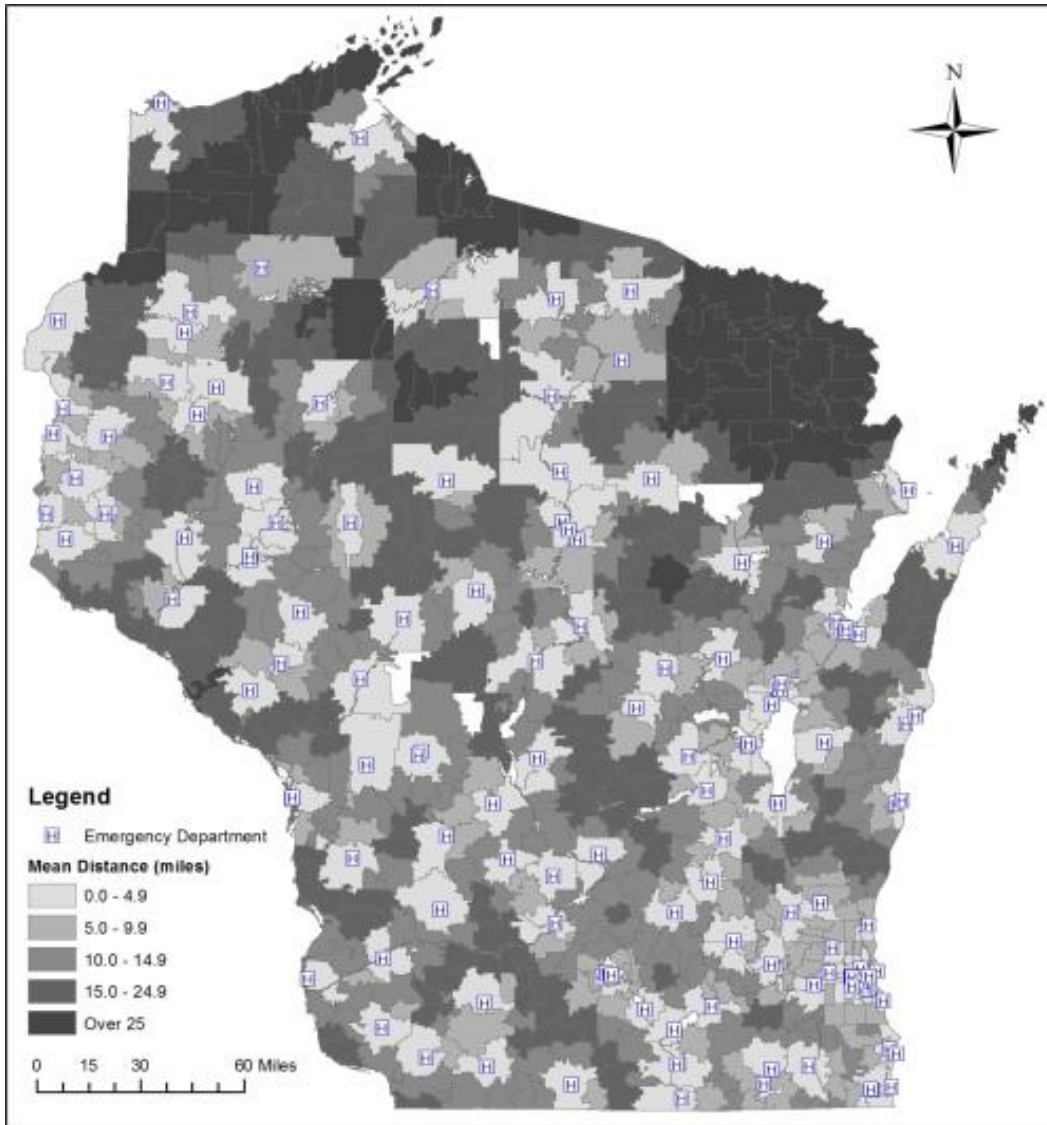 N
Legend
H Emergency Department
Mean Distance (miles)
0.0 - 4.9
5.0 - 9.9
10.0 - 14.9
15.0 - 24.9
Over 25
0 15 30 60 Miles